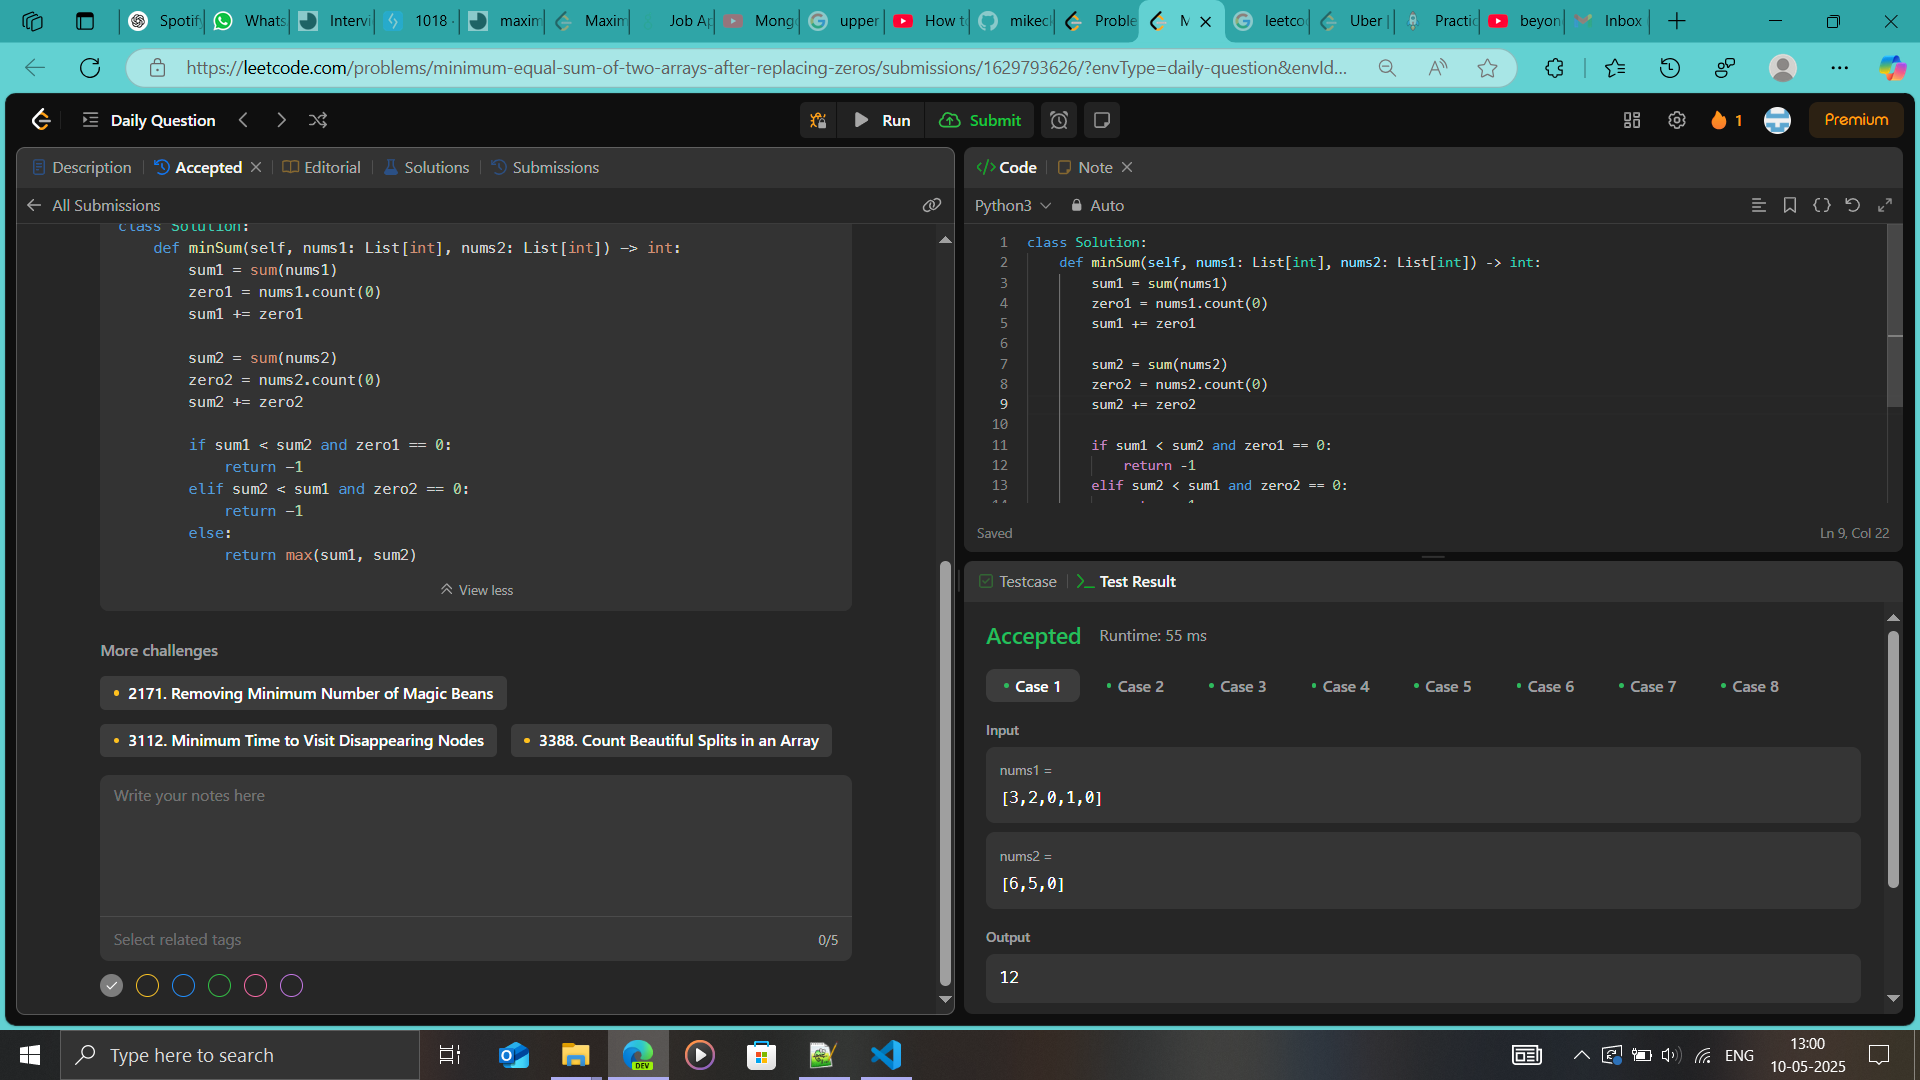 Spotify
Whats
Intervi
1018 -
maxim
Maxim
Job Ap
Mong
upper
How to
mikeck
Proble
M
leetco
Uber |
Practic
beyon
Inbox
https://leetcode.com/problems/minimum-equal-sum-of-two-arrays-after-replacing-zeros/submissions/1629793626/?envType=daily-question&envId...
Daily Question
Run
Submit
1
Premium
Description
Accepted
Editorial
Solutions
Submissions
All Submissions
class Solution:
def minSum(self, nums1: List[int], nums2: List[int]) -> int:
sum1 = sum(nums1)
zero1 = nums1.count(0)
sum1 += zero1
sum2 = sum(nums2)
zero2 = nums2.count(0)
sum2 += zero2
if sum1 < sum2 and zero1 == 0:
return -1
elif sum2 < sum1 and zero2 == 0:
return -1
else:
return max(sum1, sum2)
View less
More challenges
2171. Removing Minimum Number of Magic Beans
3112. Minimum Time to Visit Disappearing Nodes
3388. Count Beautiful Splits in an Array
Write your notes here
Select related tags
0/5
Code
Note
Python3
Auto
1 class Solution:
2 def minSum(self, nums1: List[int], nums2: List[int]) -> int:
3 sum1 = sum(nums1)
4 zero1 = nums1.count(0)
5 sum1 += zero1
6
7 sum2 = sum(nums2)
8 zero2 = nums2.count(0)
9 sum2 += zero2
10
11 if sum1 < sum2 and zero1 == 0:
12 return -1
13 elif sum2 < sum1 and zero2 == 0:
Saved
Ln 9, Col 22
Testcase
Test Result
Accepted
Runtime: 55 ms
Case 1
Case 2
Case 3
Case 4
Case 5
Case 6
Case 7
Case 8
Input
nums1 =
[3,2,0,1,0]
nums2 =
[6,5,0]
Output
12
Type here to search
DEV
ENG
13:00
10-05-2025